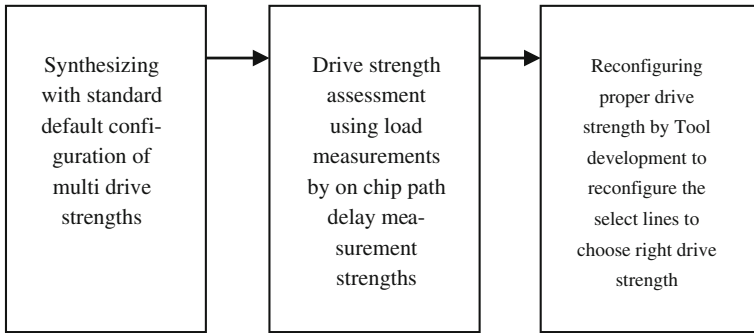 Synthesizing
with standard
default confi-
guration of
multi drive
strengths
Drive strength
assessment
using load
measurements
by on chip path
delay mea-
surement
strengths
Reconfiguring
proper drive
strength by Tool
development to
reconfigure the
select lines to
choose right drive
strength